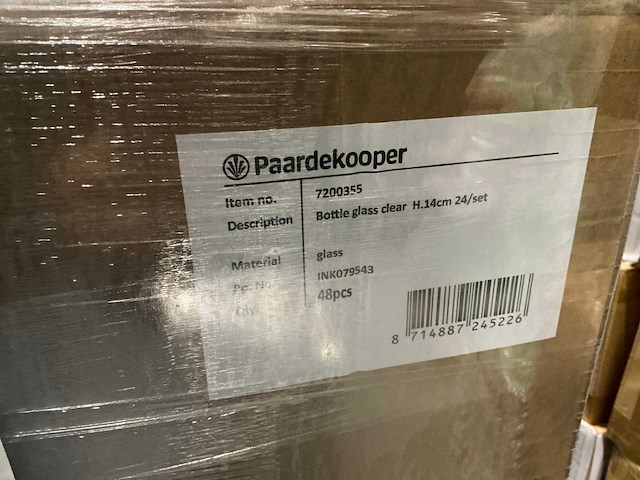 Paardekooper
Item no. 7200355
Description Bottle glass clear H.14cm 24/set
Material glass
Po. No. INK079543
Qty. 48pcs
8 714887 245226